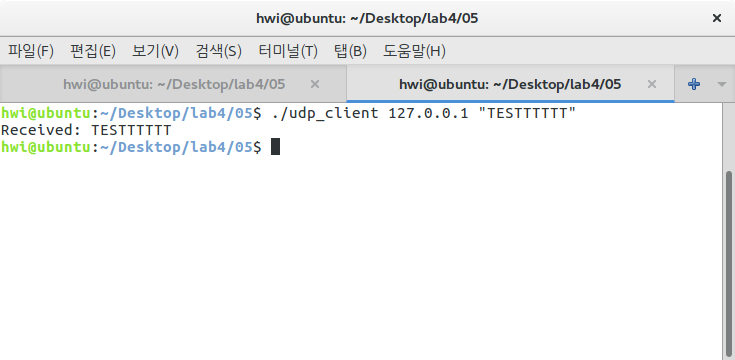 hwi@ubuntu: ~/Desktop/lab4/05
파일(F) 편집(E) 보기(V) 검색(S) 터미널(T) 탭(B) 도움말(H)
hwi@ubuntu: ~/Desktop/lab4/05 hwi@ubuntu: ~/Desktop/lab4/05
hwi@ubuntu:~/Desktop/lab4/05$ ./udp_client 127.0.0.1 "TESTTTTTT"
Received: TESTTTTTT
hwi@ubuntu:~/Desktop/lab4/05$